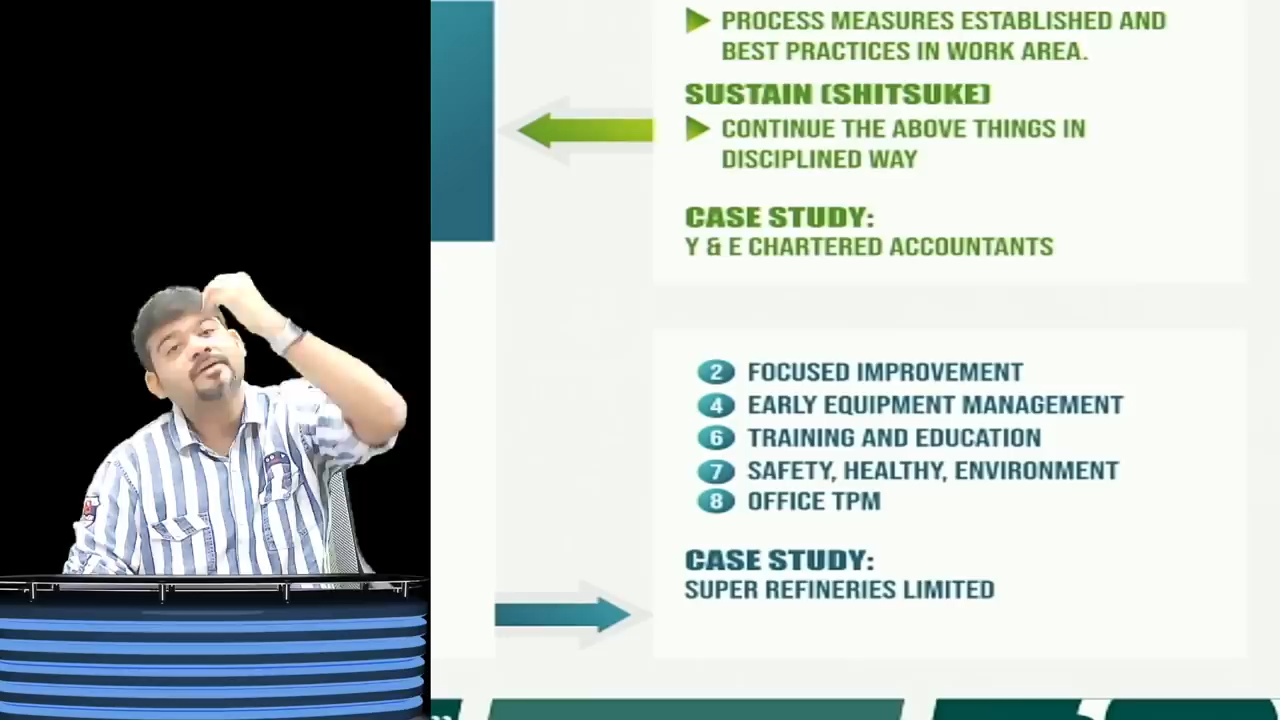 PROCESS MEASURES ESTABLISHED AND
BEST PRACTICES IN WORK AREA.
SUSTAIN (SHITSUKE)
CONTINUE THE ABOVE THINGS IN
DISCIPLINED WAY
CASE STUDY:
Y & E CHARTERED ACCOUNTANTS
2 FOCUSED IMPROVEMENT
4 EARLY EQUIPMENT MANAGEMENT
6 TRAINING AND EDUCATION
7 SAFETY, HEALTHY, ENVIRONMENT
8 OFFICE TPM
CASE STUDY:
SUPER REFINERIES LIMITED